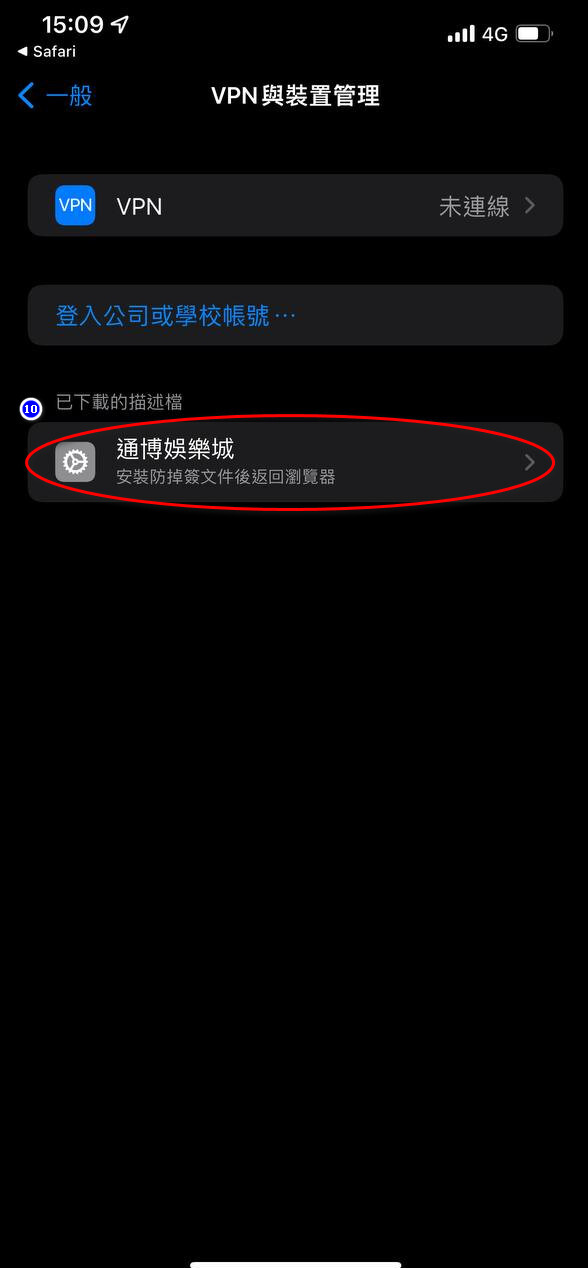 15:09
4G
Safari
一般
VPN與裝置管理
VPN
VPN
未連線
登入公司或學校帳號…
10
已下載的描述檔
通博娛樂城
安裝防掉簽文件後返回瀏覽器